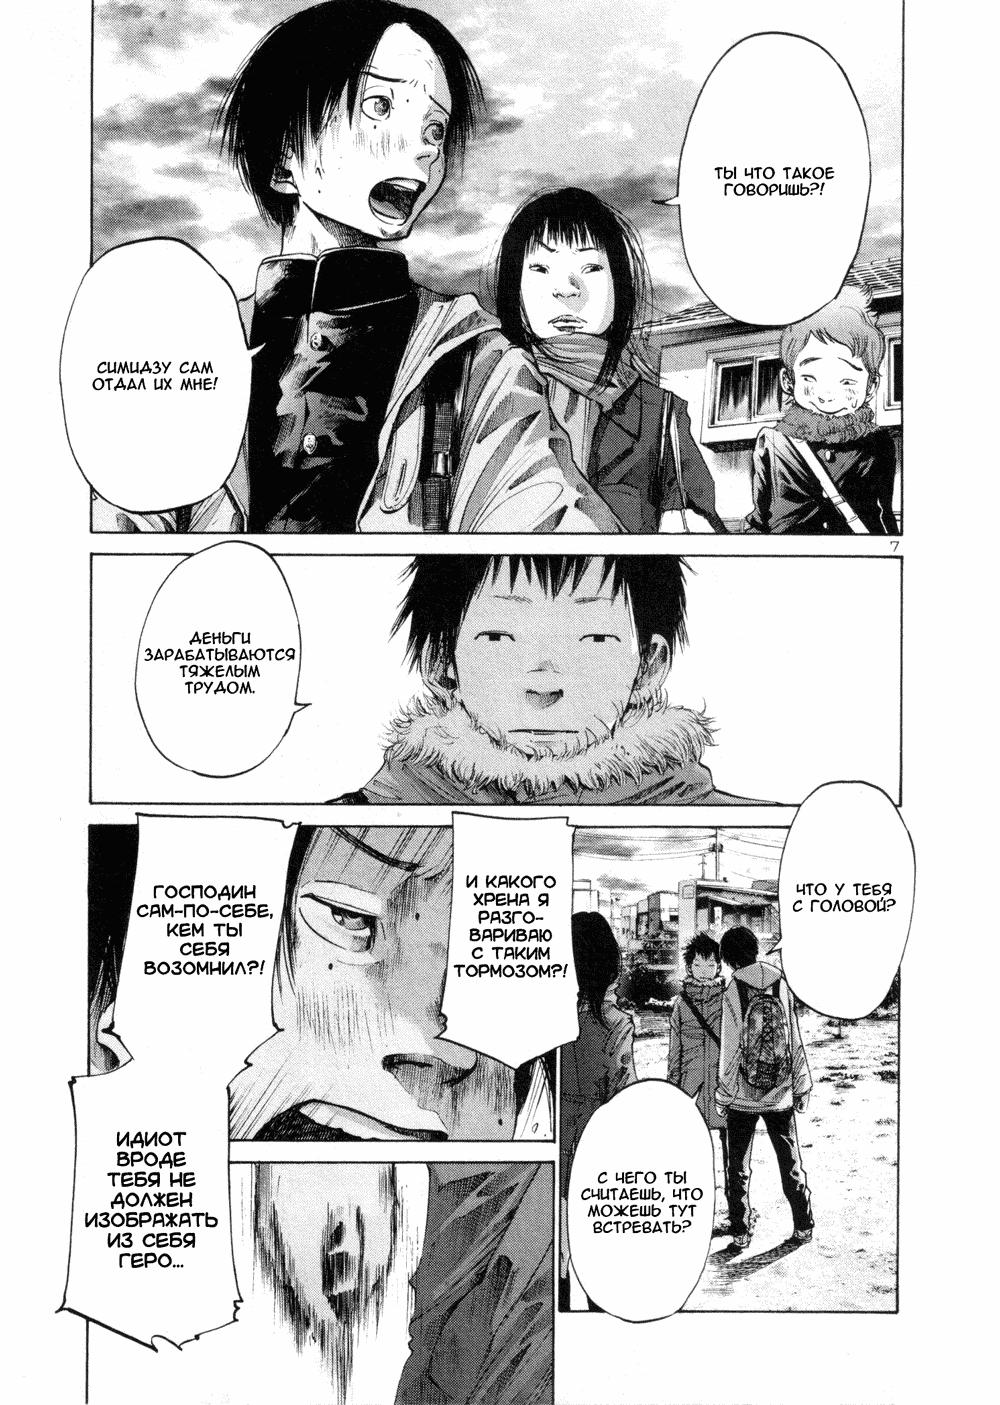 ТЫ ЧТО ТАКОЕ
ГОВОРИШЬ?!
СИМИДЗУ САМ
ОТДАЛ ИХ МНЕ!
7
ДЕНЬГИ
ЗАРАБАТЫВАЮТСЯ
ТЯЖЕЛЫМ
ТРУДОМ.
ЧТО У ТЕБЯ
С ГОЛОВОЙ?
С ЧЕГО ТЫ
СЧИТАЕШЬ, ЧТО
МОЖЕШЬ ТУТ
ВСТРЕВАТЬ?
И КАКОГО
ХРЕНА Я
РАЗГО-
ВАРИВАЮ
С ТАКИМ
ТОРМОЗОМ?!
ГОСПОДИН
САМ-ПО-СЕБЕ,
КЕМ ТЫ
СЕБЯ
ВОЗОМНИЛ?!
ИДИОТ
ВРОДЕ
ТЕБЯ НЕ
ДОЛЖЕН
ИЗОБРАЖАТЬ
ИЗ СЕБЯ
ГЕРО...